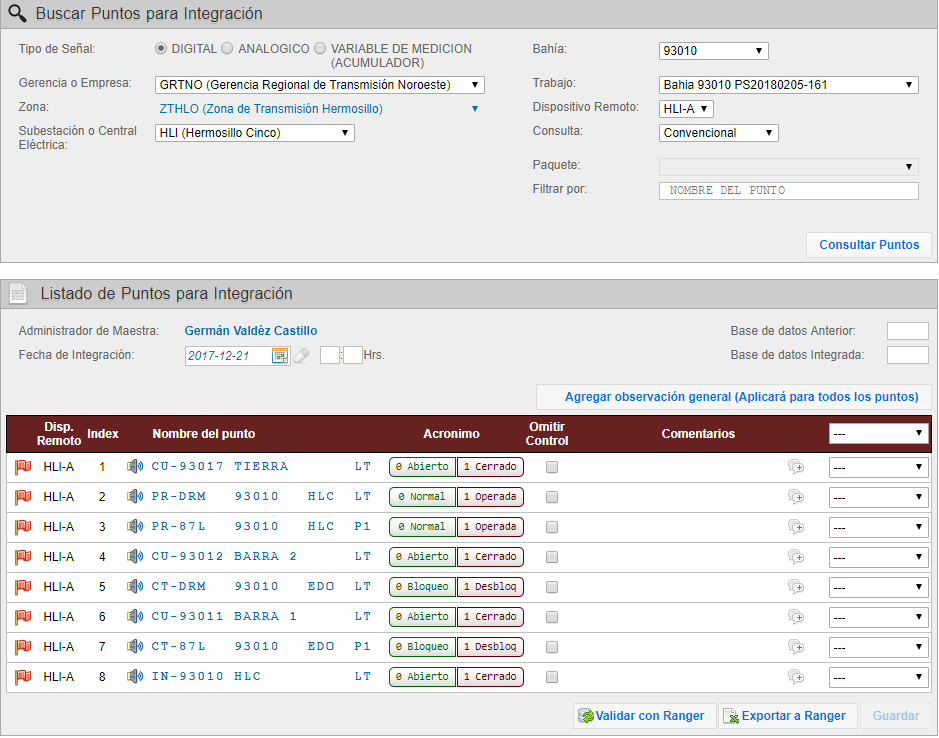 Buscar Puntos para Integración
Tipo de Señal: DIGITAL ANALOGICO VARIABLE DE MEDICION (ACUMULADOR)
Bahía: 93010
Gerencia o Empresa: GRTNO (Gerencia Regional de Transmisión Noroeste)
Trabajo: Bahia 93010 PS20180205-161
Zona: ZTHLO (Zona de Transmisión Hermosillo)
Dispositivo Remoto: HLI-A
Subestación o Central Eléctrica: HLI (Hermosillo Cinco)
Consulta: Convencional
Paquete:
Filtrar por: NOMBRE DEL PUNTO
Consultar Puntos
Listado de Puntos para Integración
Administrador de Maestra: Germán Valdéz Castillo
Base de datos Anterior:
Fecha de Integración: 2017-12-21 : Hrs.
Base de datos Integrada:
Agregar observación general (Aplicará para todos los puntos)
Disp. Remoto Index Nombre del punto Acronimo Omitir Control Comentarios ---
HLI-A 1 CU-93017 TIERRA LT 0 Abierto 1 Cerrado ---
HLI-A 2 PR-DRM 93010 HLC LT 0 Normal 1 Operada ---
HLI-A 3 PR-87L 93010 HLC P1 0 Normal 1 Operada ---
HLI-A 4 CU-93012 BARRA 2 LT 0 Abierto 1 Cerrado ---
HLI-A 5 CT-DRM 93010 EDO LT 0 Bloqueo 1 Desbloq ---
HLI-A 6 CU-93011 BARRA 1 LT 0 Abierto 1 Cerrado ---
HLI-A 7 CT-87L 93010 EDO P1 0 Bloqueo 1 Desbloq ---
HLI-A 8 IN-93010 HLC LT 0 Abierto 1 Cerrado ---
Validar con Ranger Exportar a Ranger Guardar